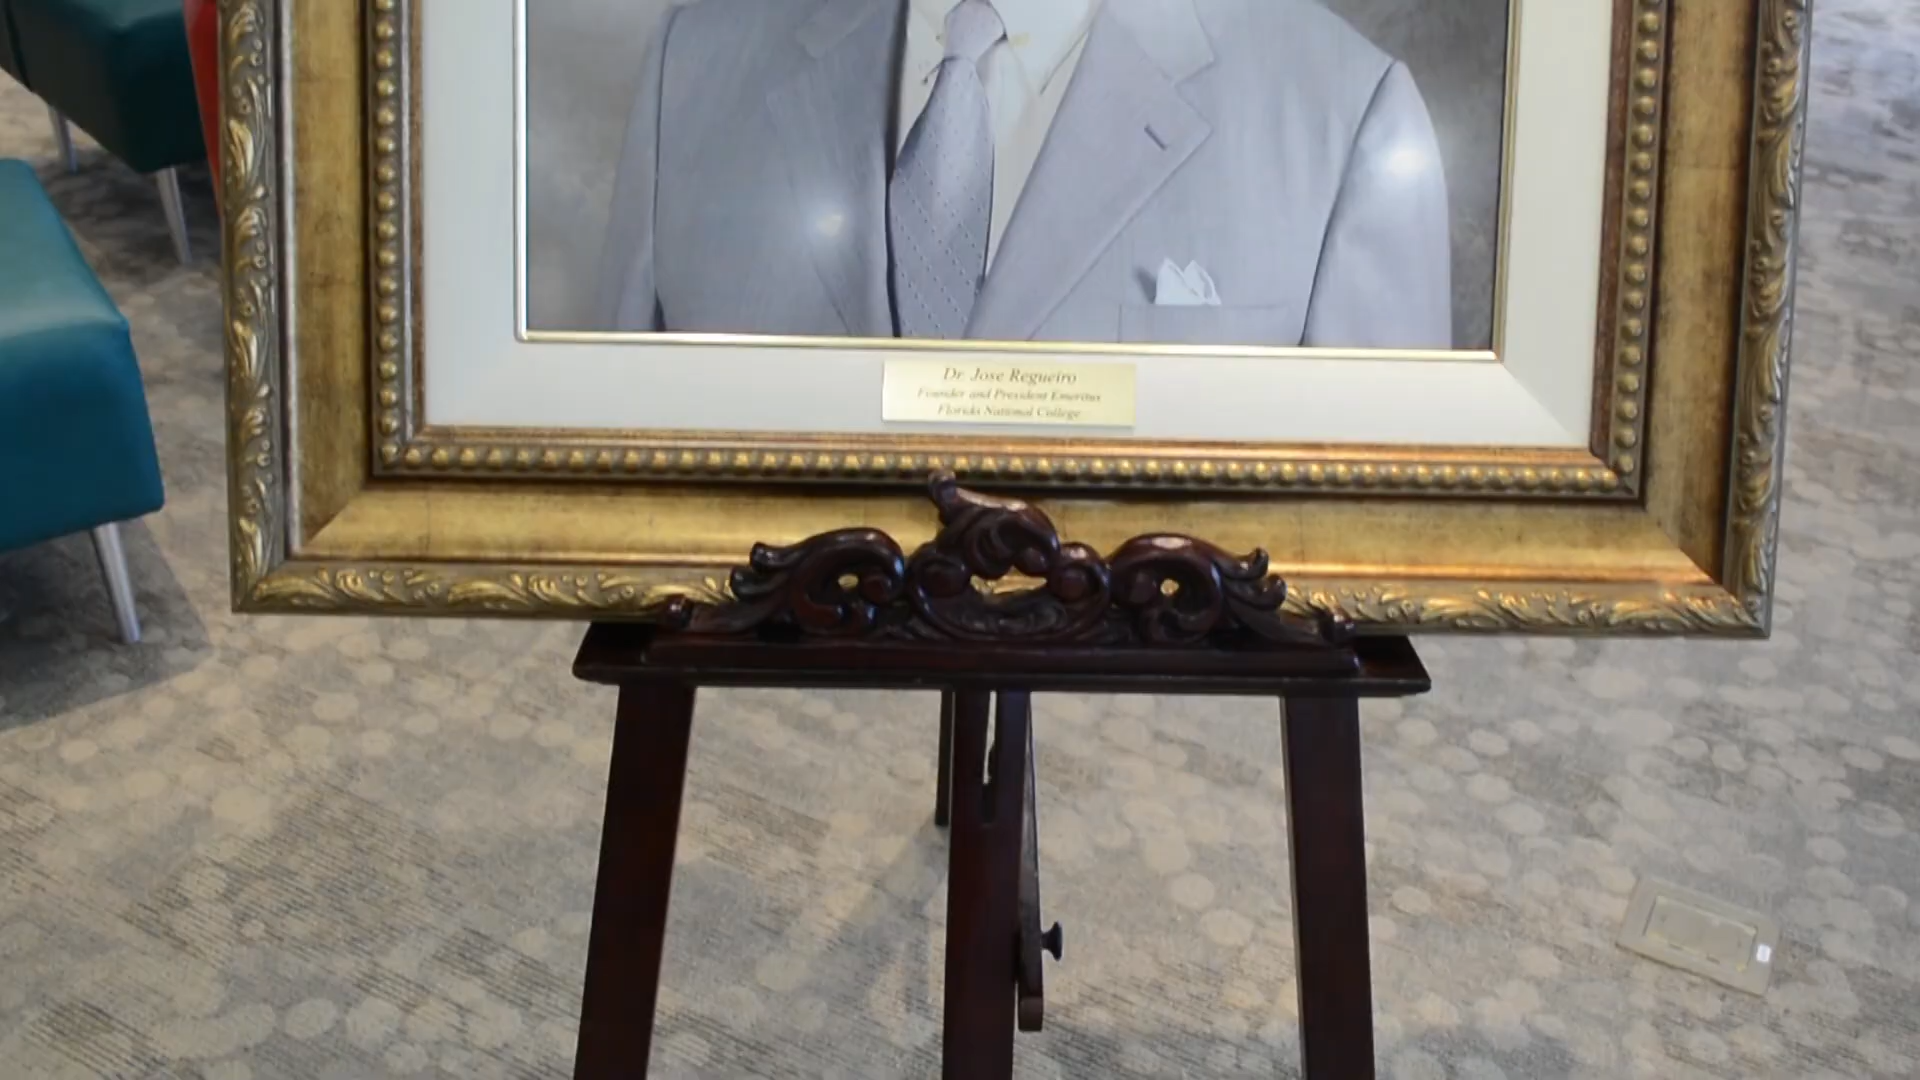 Dr. Jose Regueiro
Founder and President Emeritus
Florida National College